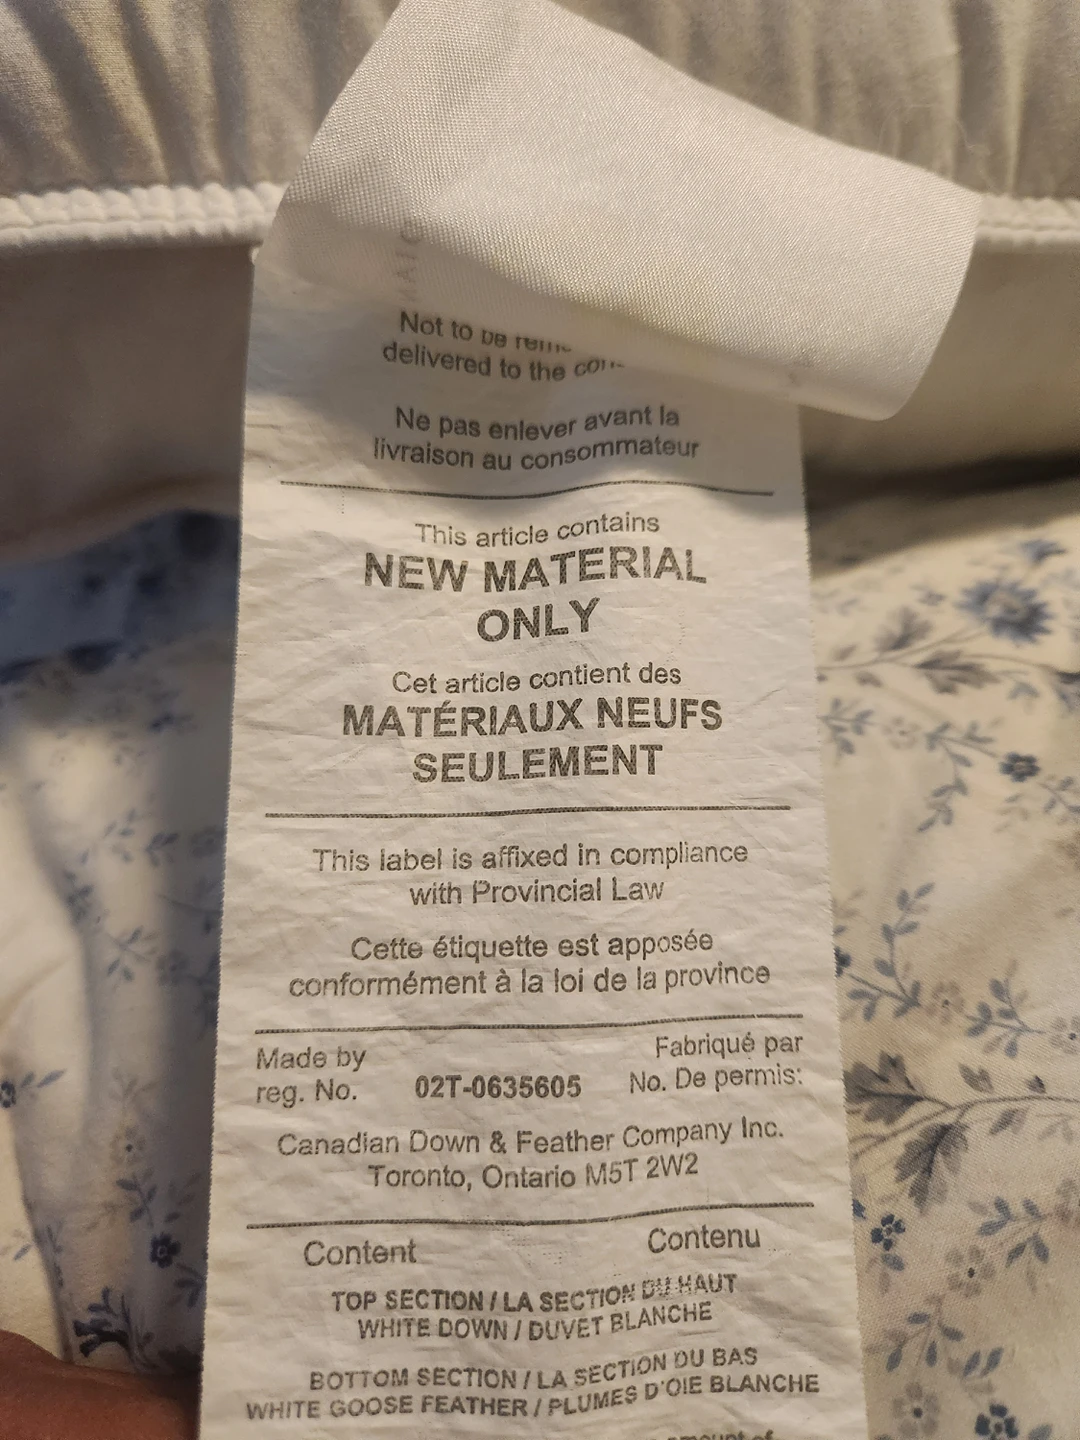 Not to be
delivered to the
Ne pas enlever avant la
livraison au consommateur
This article contains
NEW MATERIAL
ONLY
Cet article contient des
MATÉRIAUX NEUFS
SEULEMENT
This label is affixed in compliance
with Provincial Law
Cette étiquette est apposée
conformément à la loi de la province
Made by Fabriqué par
reg. No. 02T-0635605 No. De permis:
Canadian Down & Feather Company Inc.
Toronto, Ontario M5T 2W2
Content Contenu
TOP SECTION / LA SECTION DU HAUT
WHITE DOWN / DUVET BLANCHE
BOTTOM SECTION / LA SECTION DU BAS
WHITE GOOSE FEATHER / PLUMES D'OIE BLANCHE
amount of